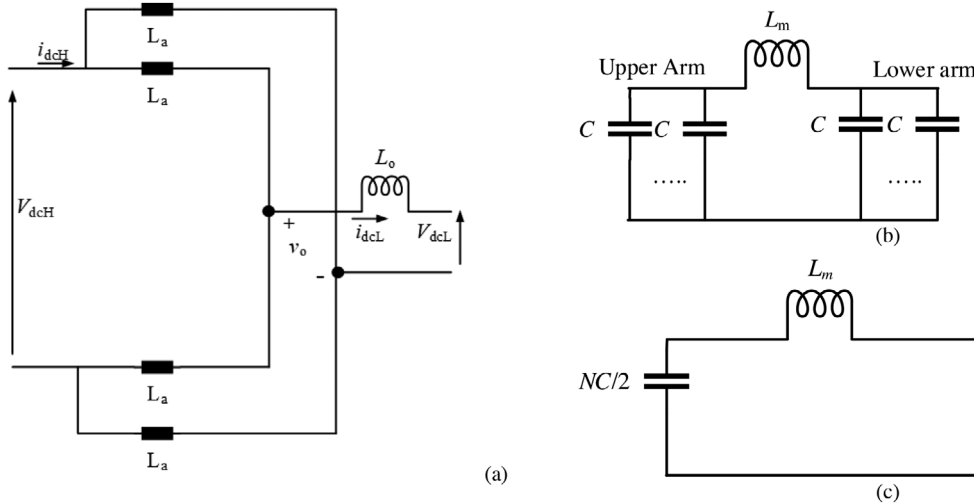 L_a
i_dcH
L_a
V_dcH
L_o
+
v_o
-
i_dcL
V_dcL
L_a
L_a
(a)
L_m
Upper Arm
Lower arm
C
C
C
C
.....
.....
(b)
L_m
NC/2
(c)